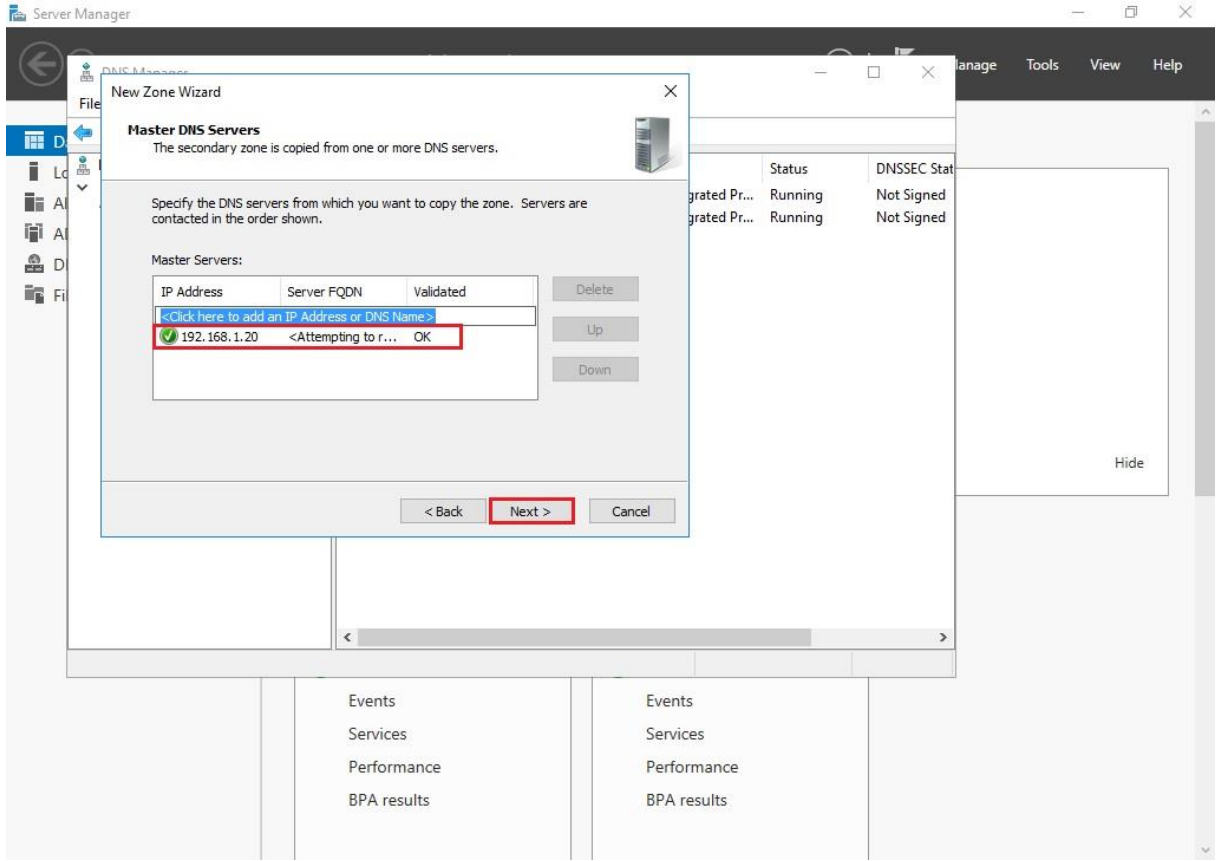 Server Manager
Manage Tools View Help
DNS Manager
File
New Zone Wizard
Master DNS Servers
The secondary zone is copied from one or more DNS servers.
Specify the DNS servers from which you want to copy the zone. Servers are
contacted in the order shown.
Master Servers:
IP Address Server FQDN Validated
<Click here to add an IP Address or DNS Name>
192.168.1.20 <Attempting to r... OK
Delete
Up
Down
< Back Next > Cancel
Status DNSSEC Stat
grated Pr... Running Not Signed
grated Pr... Running Not Signed
D
Lo
Al
Al
D
Fi
Hide
Events
Services
Performance
BPA results
Events
Services
Performance
BPA results